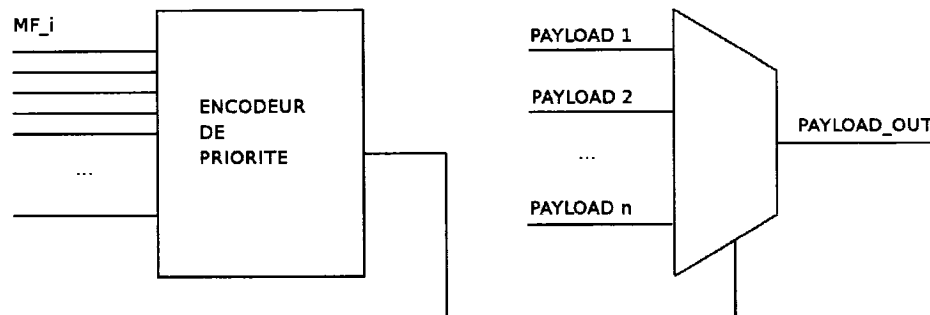 MF_i
ENCODEUR
DE
PRIORITE
...
PAYLOAD 1
PAYLOAD 2
...
PAYLOAD n
PAYLOAD_OUT